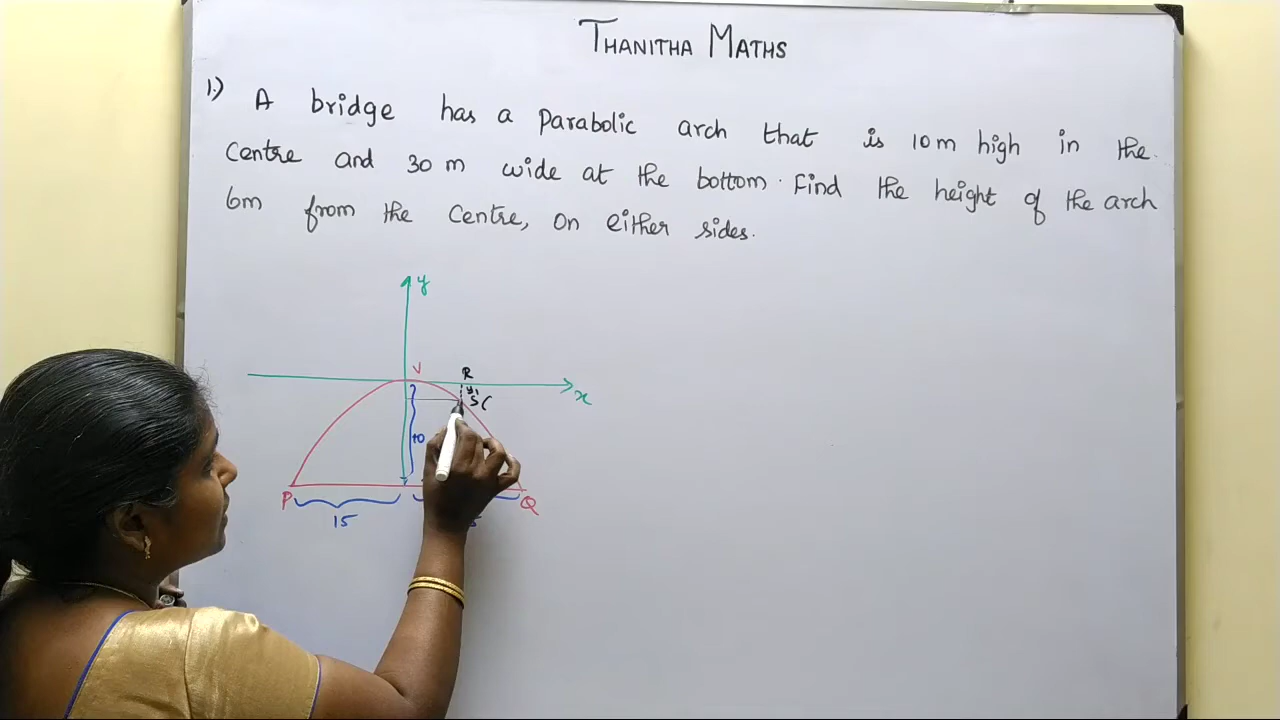 THANITHA MATHS
1.) A bridge has a Parabolic arch that is 10m high in the
Centre and 30 m wide at the bottom. Find the height of the arch
6m from the Centre, on either sides.
y
V
R
x
y1
S(
10
P
Q
15